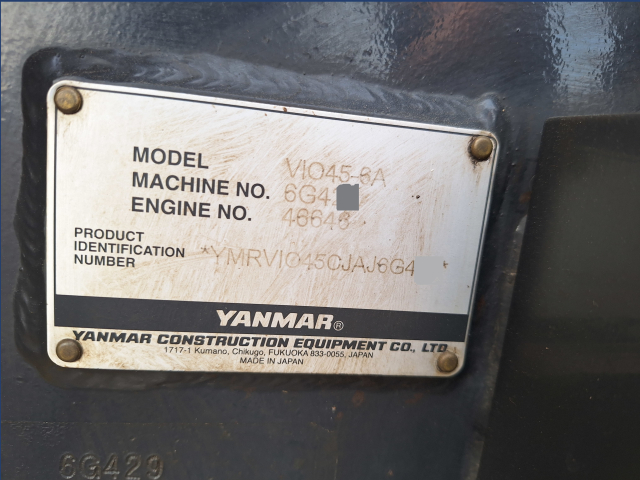 MODEL VIO45-6A
MACHINE NO. 6G4
ENGINE NO. 46646
PRODUCT
IDENTIFICATION
NUMBER *YMRVIO45CJAJ6G4 *
YANMAR®
YANMAR CONSTRUCTION EQUIPMENT CO., LTD.
1717-1 Kumano, Chikugo, FUKUOKA 833-0055, JAPAN
MADE IN JAPAN
6G429